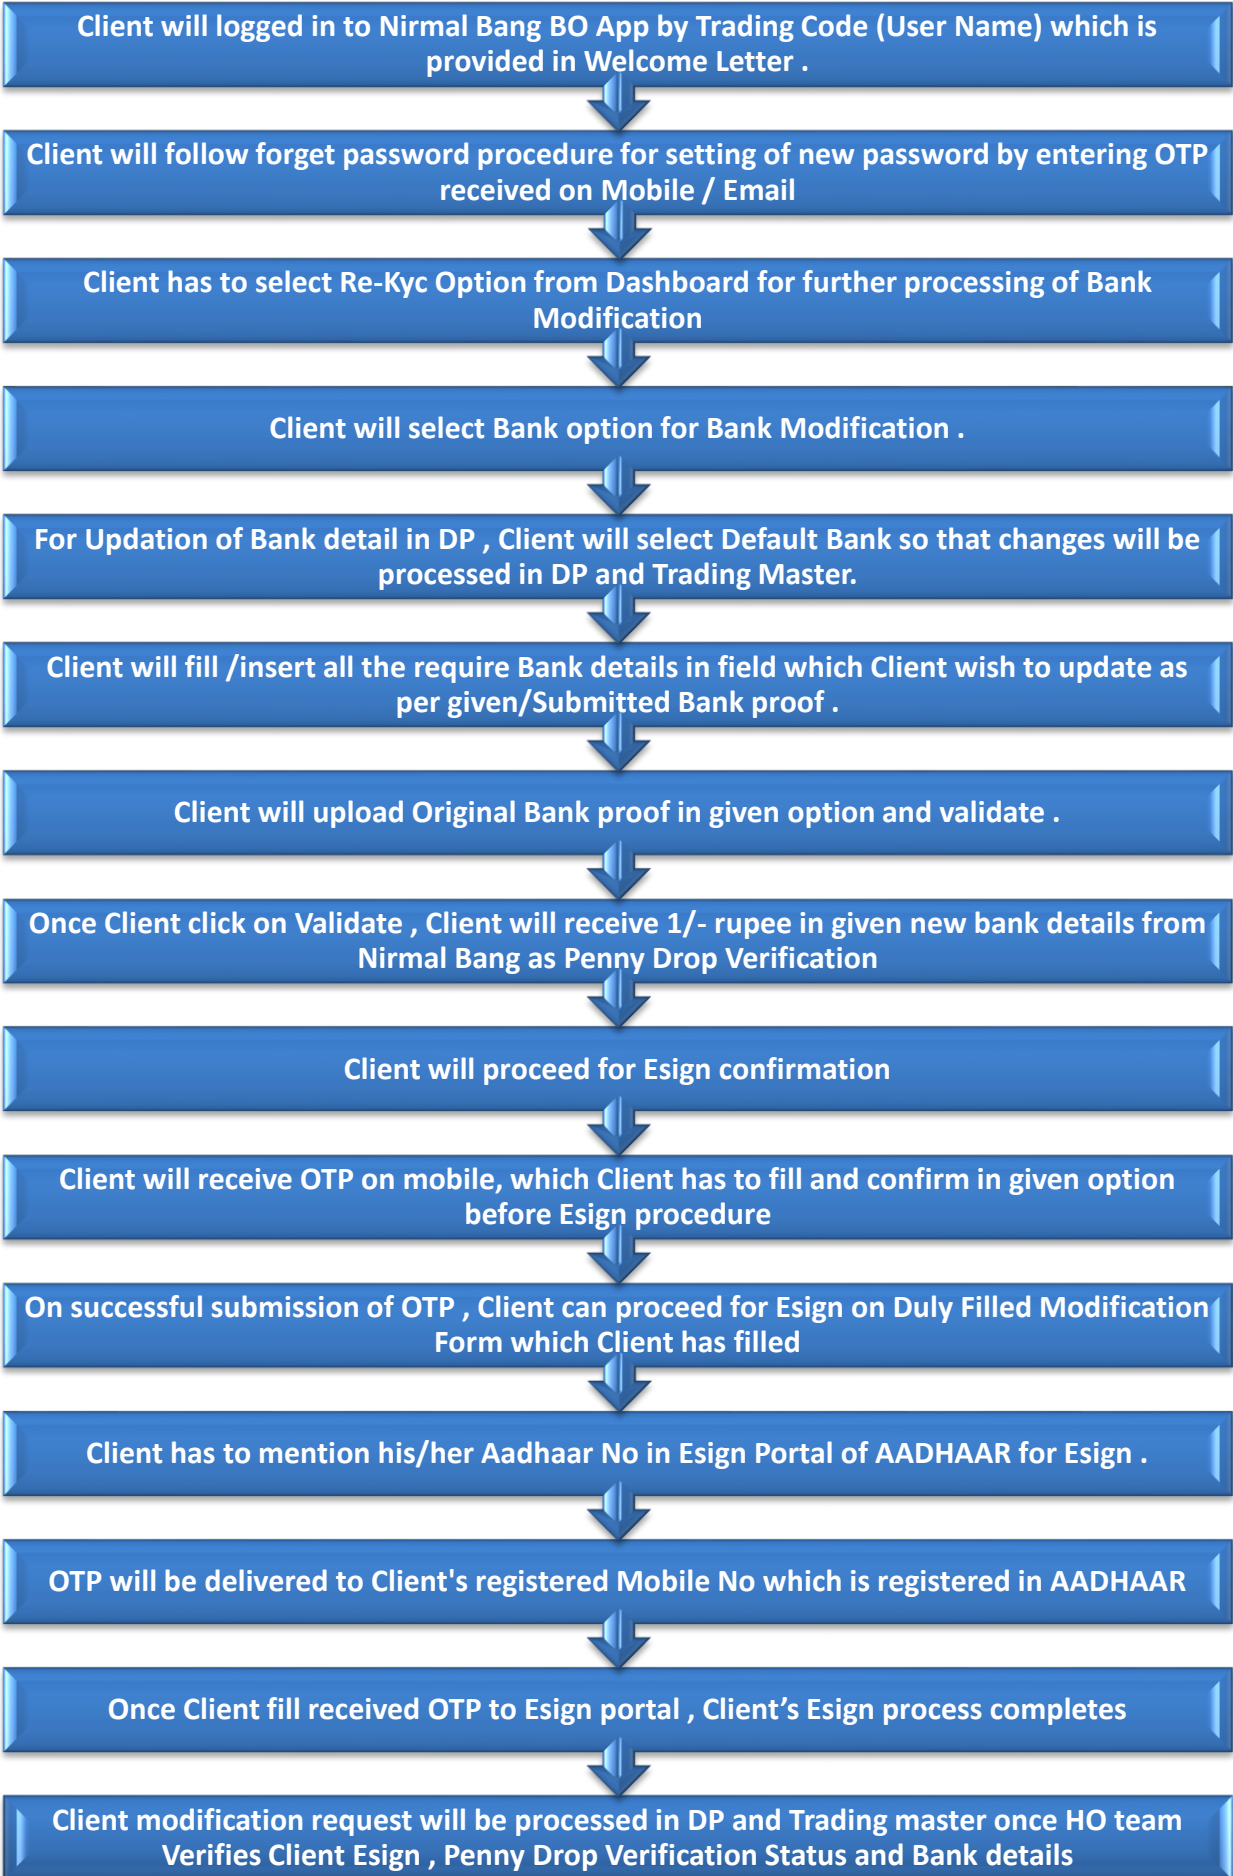 Client will logged in to Nirmal Bang BO App by Trading Code (User Name) which is
provided in Welcome Letter .
Client will follow forget password procedure for setting of new password by entering OTP
received on Mobile / Email
Client has to select Re-Kyc Option from Dashboard for further processing of Bank
Modification
Client will select Bank option for Bank Modification .
For Updation of Bank detail in DP , Client will select Default Bank so that changes will be
processed in DP and Trading Master.
Client will fill /insert all the require Bank details in field which Client wish to update as
per given/Submitted Bank proof .
Client will upload Original Bank proof in given option and validate .
Once Client click on Validate , Client will receive 1/- rupee in given new bank details from
Nirmal Bang as Penny Drop Verification
Client will proceed for Esign confirmation
Client will receive OTP on mobile, which Client has to fill and confirm in given option
before Esign procedure
On successful submission of OTP , Client can proceed for Esign on Duly Filled Modification
Form which Client has filled
Client has to mention his/her Aadhaar No in Esign Portal of AADHAAR for Esign .
OTP will be delivered to Client's registered Mobile No which is registered in AADHAAR
Once Client fill received OTP to Esign portal , Client’s Esign process completes
Client modification request will be processed in DP and Trading master once HO team
Verifies Client Esign , Penny Drop Verification Status and Bank details